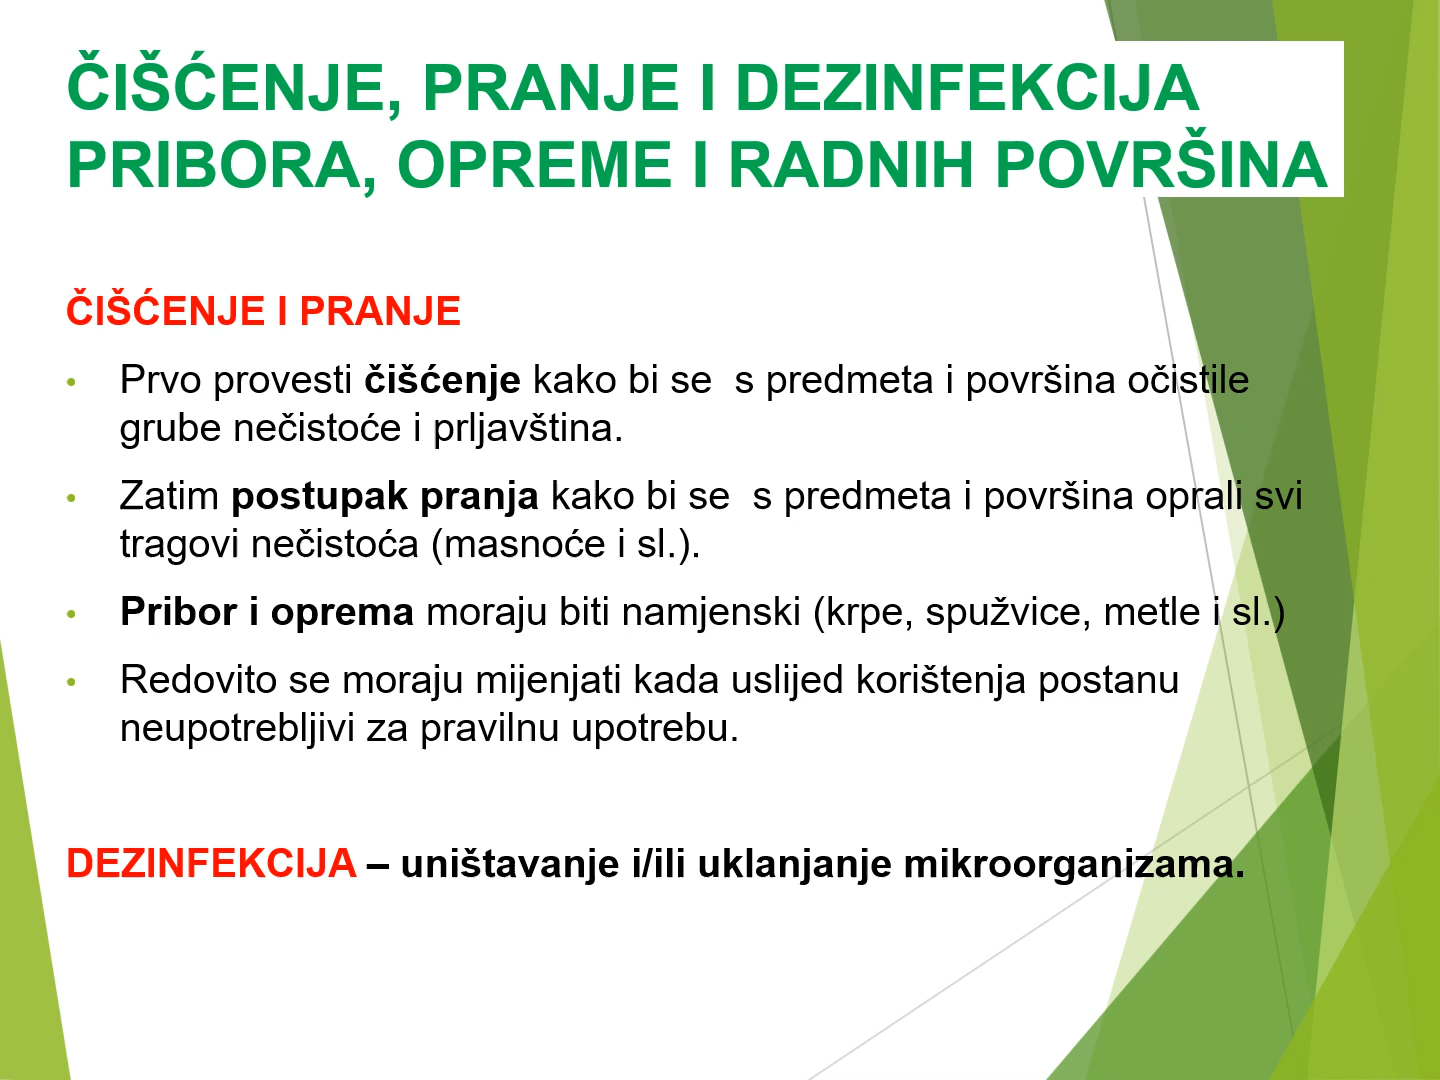 ČIŠĆENJE, PRANJE I DEZINFEKCIJA
PRIBORA, OPREME I RADNIH POVRŠINA
ČIŠĆENJE I PRANJE
• Prvo provesti čišćenje kako bi se  s predmeta i površina očistile
grube nečistoće i prljavština.
• Zatim postupak pranja kako bi se  s predmeta i površina oprali svi
tragovi nečistoća (masnoće i sl.).
• Pribor i oprema moraju biti namjenski (krpe, spužvice, metle i sl.)
• Redovito se moraju mijenjati kada uslijed korištenja postanu
neupotrebljivi za pravilnu upotrebu.
DEZINFEKCIJA – uništavanje i/ili uklanjanje mikroorganizama.